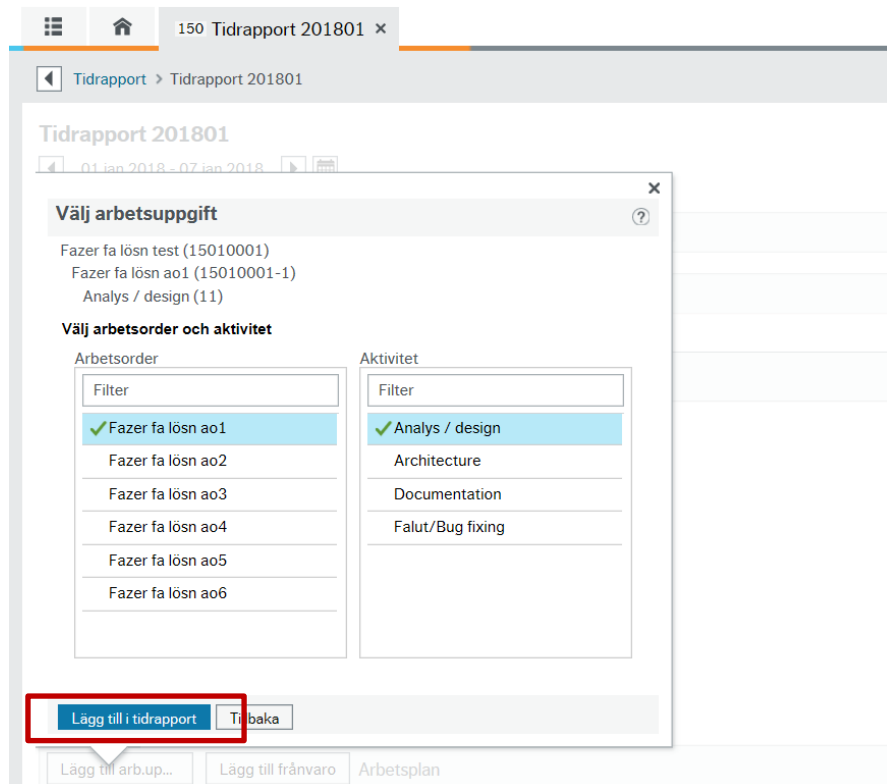 150 Tidrapport 201801 ×
Tidrapport > Tidrapport 201801
Tidrapport 201801
01 jan 2018 - 07 jan 2018
Välj arbetsuppgift
?
Fazer fa lösn test (15010001)
Fazer fa lösn ao1 (15010001-1)
Analys / design (11)
Välj arbetsorder och aktivitet
Arbetsorder
Filter
Fazer fa lösn ao1
Fazer fa lösn ao2
Fazer fa lösn ao3
Fazer fa lösn ao4
Fazer fa lösn ao5
Fazer fa lösn ao6
Aktivitet
Filter
Analys / design
Architecture
Documentation
Falut/Bug fixing
Lägg till i tidrapport
Tillbaka
Lägg till arb.up...
Lägg till frånvaro
Arbetsplan